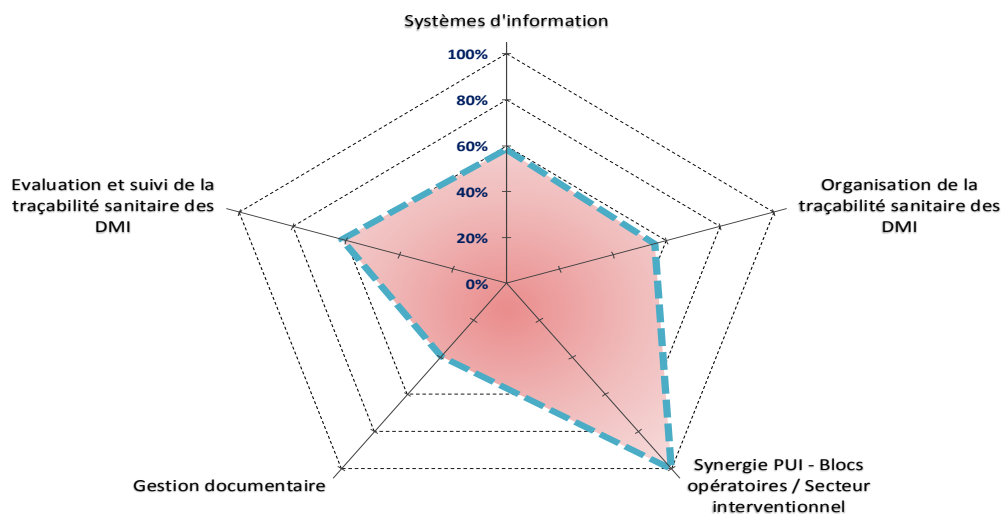 Systèmes d'information
100%
80%
60%
40%
20%
0%
Evaluation et suivi de la
traçabilité sanitaire des
DMI
Organisation de la
traçabilité sanitaire des
DMI
Gestion documentaire
Synergie PUI - Blocs
opératoires / Secteur
interventionnel